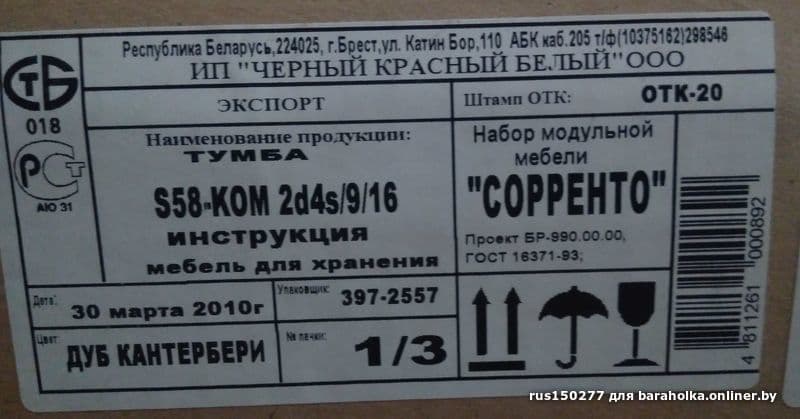 Республика Беларусь,224025, г.Брест,ул. Катин Бор,110 АБК каб.205 т/ф(10375162)298546
ИП "ЧЕРНЫЙ КРАСНЫЙ БЕЛЫЙ"ООО
СТБ
018
РСТ
АЮ 31
ЭКСПОРТ
Штамп ОТК: ОТК-20
Наименование продукции:
ТУМБА
S58-KOM 2d4s/9/16
ИНСТРУКЦИЯ
мебель для хранения
Набор модульной
мебели
"СОРРЕНТО"
Проект БР-990.00.00,
ГОСТ 16371-93;
Дата: 30 марта 2010г
Упаковщик: 397-2557
Цвет: ДУБ КАНТЕРБЕРИ
№ пачки: 1/3
4 811261 000892
rus150277 для baraholka.onliner.by